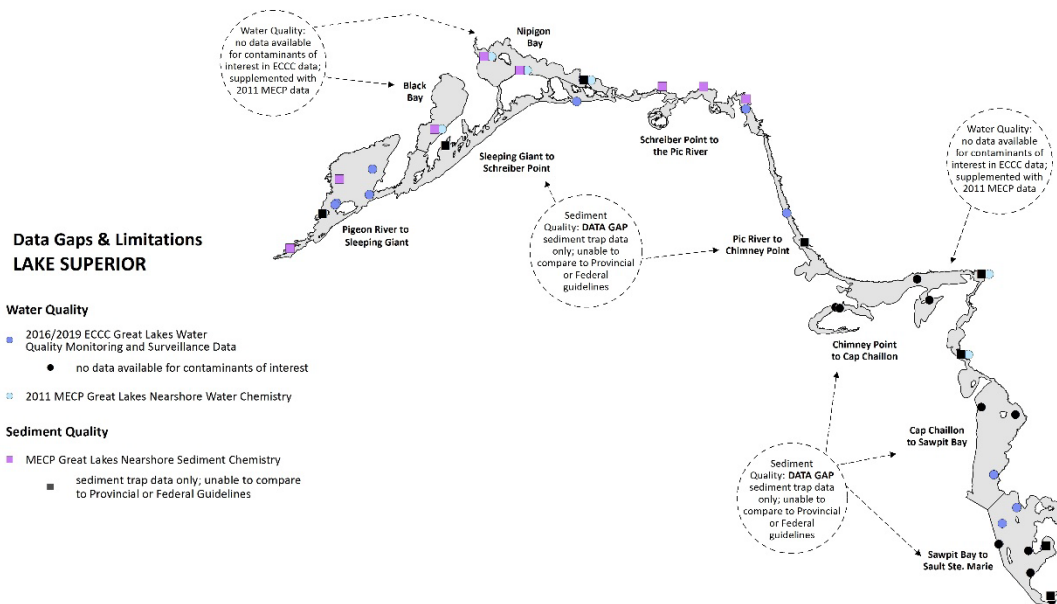 Water Quality:
no data available
for contaminants of
interest in ECCC data;
supplemented with
2011 MECP data
Nipigon
Bay
Black
Bay
Sleeping Giant to
Schreiber Point
Schreiber Point to
the Pic River
Water Quality:
no data available
for contaminants of
interest in ECCC data;
supplemented with
2011 MECP data
Pigeon River to
Sleeping Giant
Sediment
Quality: DATA GAP
sediment trap data
only; unable to
compare to Provincial
or Federal
guidelines
Pic River to
Chimney Point
Data Gaps & Limitations
LAKE SUPERIOR
Water Quality
2016/2019 ECCC Great Lakes Water
Quality Monitoring and Surveillance Data
no data available for contaminants of interest
2011 MECP Great Lakes Nearshore Water Chemistry
Sediment Quality
MECP Great Lakes Nearshore Sediment Chemistry
sediment trap data only; unable to compare
to Provincial or Federal Guidelines
Chimney Point
to Cap Chaillon
Cap Chaillon
to Sawpit Bay
Sediment
Quality: DATA GAP
sediment trap data
only; unable to
compare to Provincial
or Federal
guidelines
Sawpit Bay to
Sault Ste. Marie